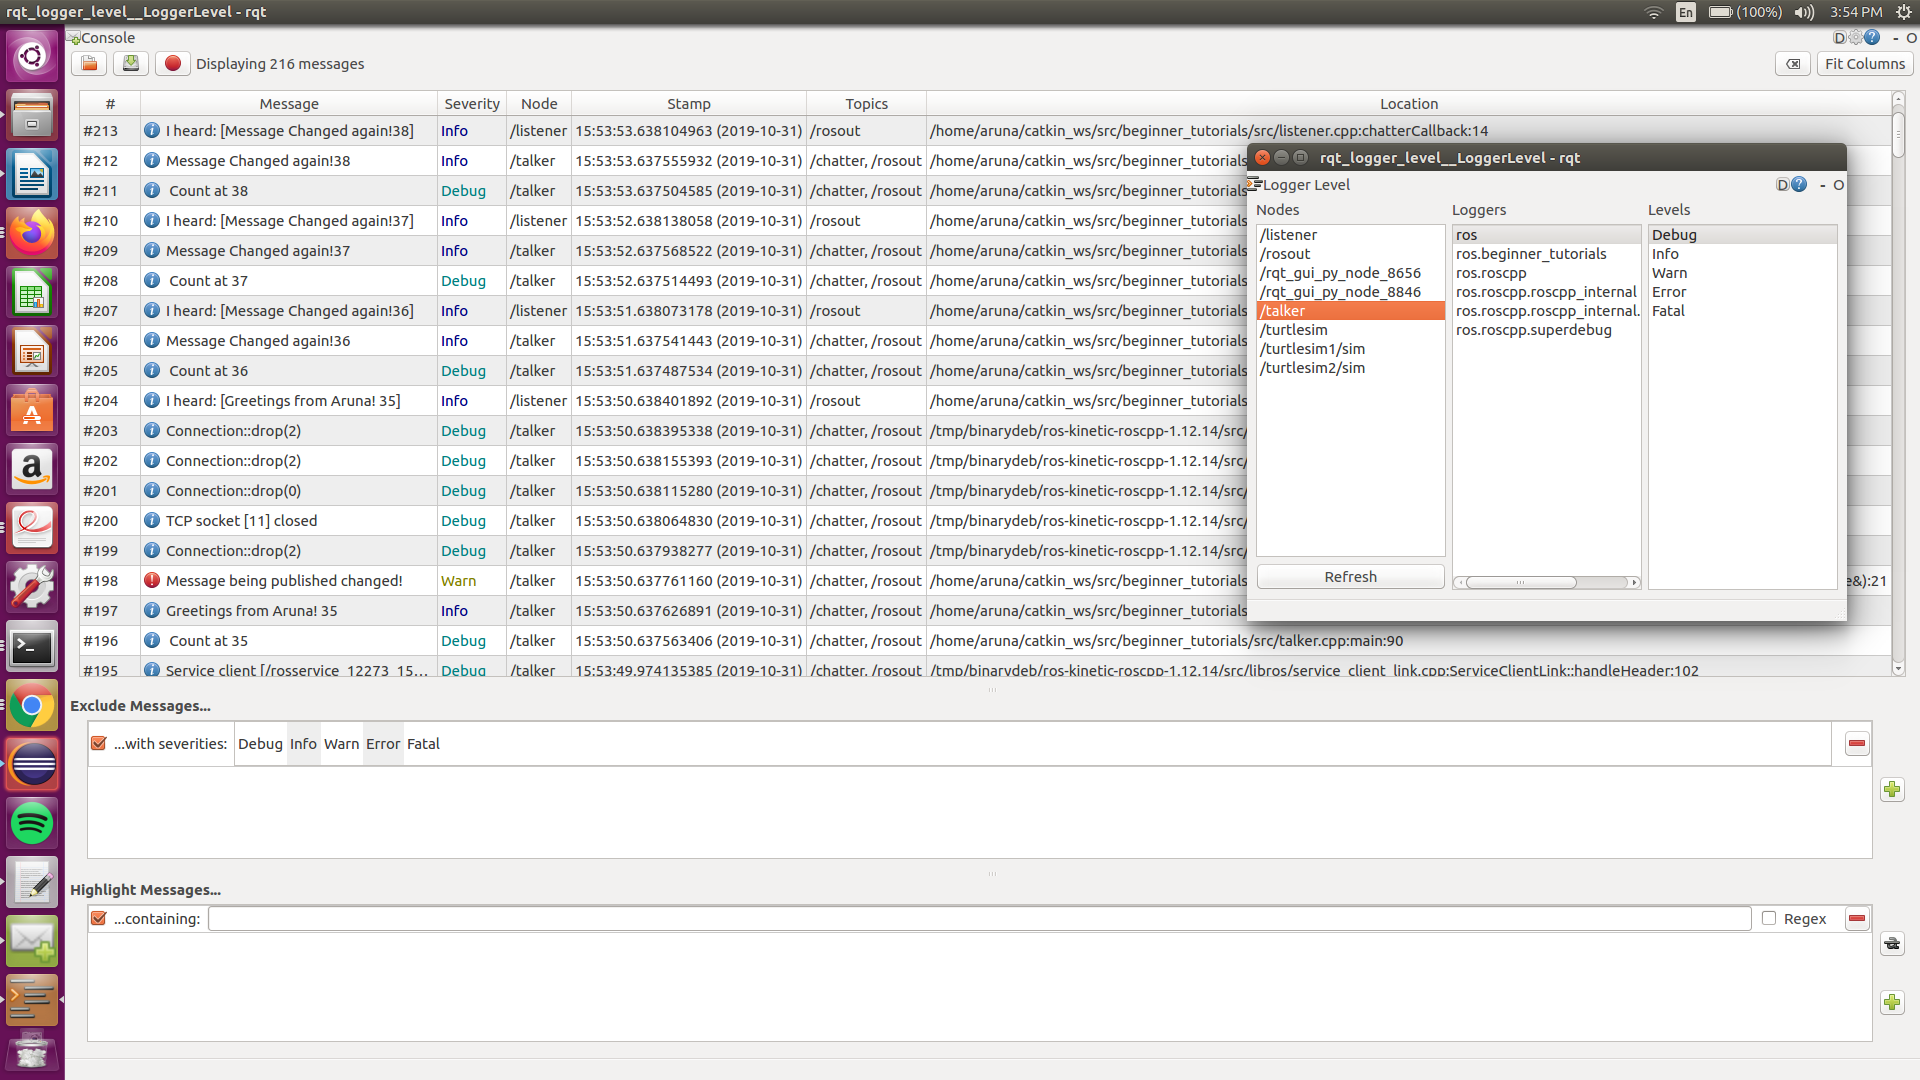 rqt_logger_level__LoggerLevel - rqt
En (100%) 3:54 PM
Console
D - O
Displaying 216 messages
Fit Columns
# Message Severity Node Stamp Topics Location
#213 I heard: [Message Changed again!38] Info /listener 15:53:53.638104963 (2019-10-31) /rosout /home/aruna/catkin_ws/src/beginner_tutorials/src/listener.cpp:chatterCallback:14
#212 Message Changed again!38 Info /talker 15:53:53.637555932 (2019-10-31) /chatter, /rosout /home/aruna/catkin_ws/src/beginner_tutorials
#211 Count at 38 Debug /talker 15:53:53.637504585 (2019-10-31) /chatter, /rosout /home/aruna/catkin_ws/src/beginner_tutorials
#210 I heard: [Message Changed again!37] Info /listener 15:53:52.638138058 (2019-10-31) /rosout /home/aruna/catkin_ws/src/beginner_tutorials
#209 Message Changed again!37 Info /talker 15:53:52.637568522 (2019-10-31) /chatter, /rosout /home/aruna/catkin_ws/src/beginner_tutorials
#208 Count at 37 Debug /talker 15:53:52.637514493 (2019-10-31) /chatter, /rosout /home/aruna/catkin_ws/src/beginner_tutorials
#207 I heard: [Message Changed again!36] Info /listener 15:53:51.638073178 (2019-10-31) /rosout /home/aruna/catkin_ws/src/beginner_tutorials
#206 Message Changed again!36 Info /talker 15:53:51.637541443 (2019-10-31) /chatter, /rosout /home/aruna/catkin_ws/src/beginner_tutorials
#205 Count at 36 Debug /talker 15:53:51.637487534 (2019-10-31) /chatter, /rosout /home/aruna/catkin_ws/src/beginner_tutorials
#204 I heard: [Greetings from Aruna! 35] Info /listener 15:53:50.638401892 (2019-10-31) /rosout /home/aruna/catkin_ws/src/beginner_tutorials
#203 Connection::drop(2) Debug /talker 15:53:50.638395338 (2019-10-31) /chatter, /rosout /tmp/binarydeb/ros-kinetic-roscpp-1.12.14/src/
#202 Connection::drop(2) Debug /talker 15:53:50.638155393 (2019-10-31) /chatter, /rosout /tmp/binarydeb/ros-kinetic-roscpp-1.12.14/src/
#201 Connection::drop(0) Debug /talker 15:53:50.638115280 (2019-10-31) /chatter, /rosout /tmp/binarydeb/ros-kinetic-roscpp-1.12.14/src/
#200 TCP socket [11] closed Debug /talker 15:53:50.638064830 (2019-10-31) /chatter, /rosout /tmp/binarydeb/ros-kinetic-roscpp-1.12.14/src/
#199 Connection::drop(2) Debug /talker 15:53:50.637938277 (2019-10-31) /chatter, /rosout /tmp/binarydeb/ros-kinetic-roscpp-1.12.14/src/
#198 Message being published changed! Warn /talker 15:53:50.637761160 (2019-10-31) /chatter, /rosout /home/aruna/catkin_ws/src/beginner_tutorials e&):21
#197 Greetings from Aruna! 35 Info /talker 15:53:50.637626891 (2019-10-31) /chatter, /rosout /home/aruna/catkin_ws/src/beginner_tutorials
#196 Count at 35 Debug /talker 15:53:50.637563406 (2019-10-31) /chatter, /rosout /home/aruna/catkin_ws/src/beginner_tutorials/src/talker.cpp:main:90
#195 Service client [/rosservice_12273_15... Debug /talker 15:53:49.974135385 (2019-10-31) /chatter, /rosout /tmp/binarydeb/ros-kinetic-roscpp-1.12.14/src/libros/service_client_link.cpp:ServiceClientLink::handleHeader:102
rqt_logger_level__LoggerLevel - rqt
Logger Level
D - O
Nodes
/listener
/rosout
/rqt_gui_py_node_8656
/rqt_gui_py_node_8846
/talker
/turtlesim
/turtlesim1/sim
/turtlesim2/sim
Refresh
Loggers
ros
ros.beginner_tutorials
ros.roscpp
ros.roscpp.roscpp_internal
ros.roscpp.roscpp_internal.
ros.roscpp.superdebug
Levels
Debug
Info
Warn
Error
Fatal
Exclude Messages...
...with severities: Debug Info Warn Error Fatal
Highlight Messages...
...containing: Regex